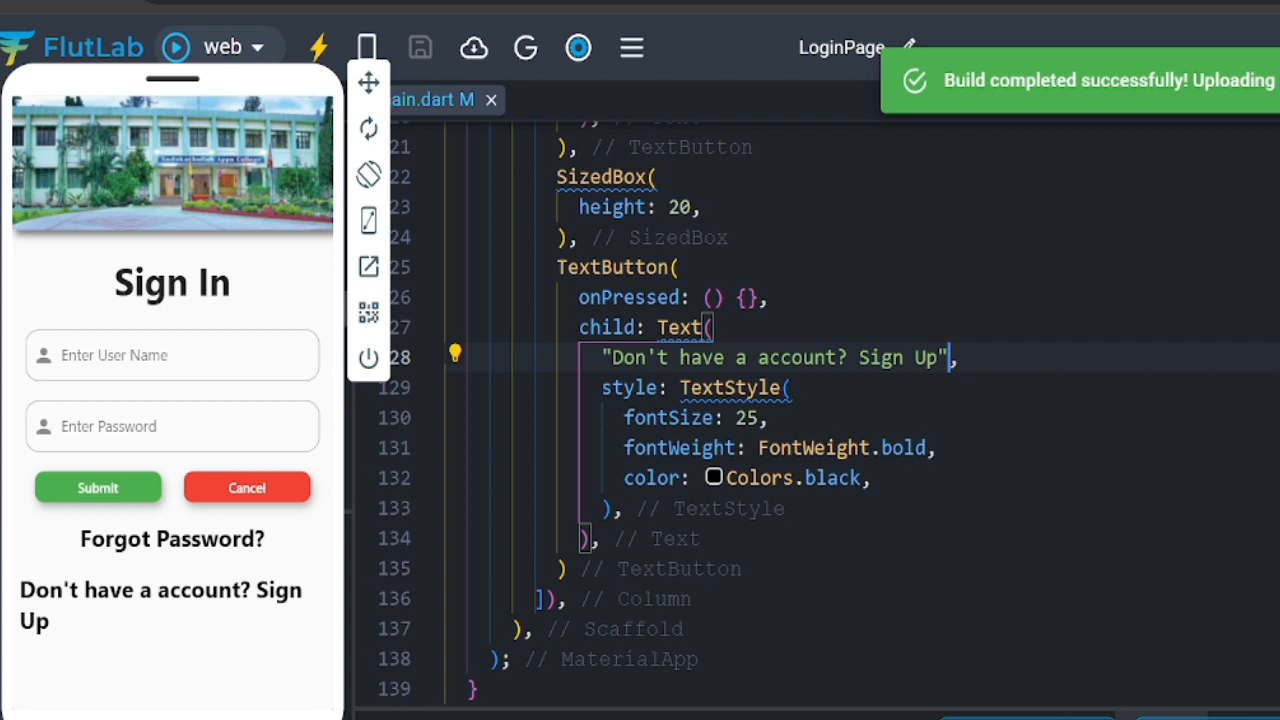 FlutLab
web
LoginPage
Build completed successfully! Uploading
ain.dart M
Sign In
Enter User Name
Enter Password
Submit
Cancel
Forgot Password?
Don't have a account? Sign
Up
21 ), // TextButton
22 SizedBox(
23 height: 20,
24 ), // SizedBox
25 TextButton(
26 onPressed: () {},
27 child: Text(
28 "Don't have a account? Sign Up",
129 style: TextStyle(
130 fontSize: 25,
131 fontWeight: FontWeight.bold,
132 color: Colors.black,
133 ), // TextStyle
134 ), // Text
135 ) // TextButton
136 ]), // Column
137 ), // Scaffold
138 ); // MaterialApp
139 }